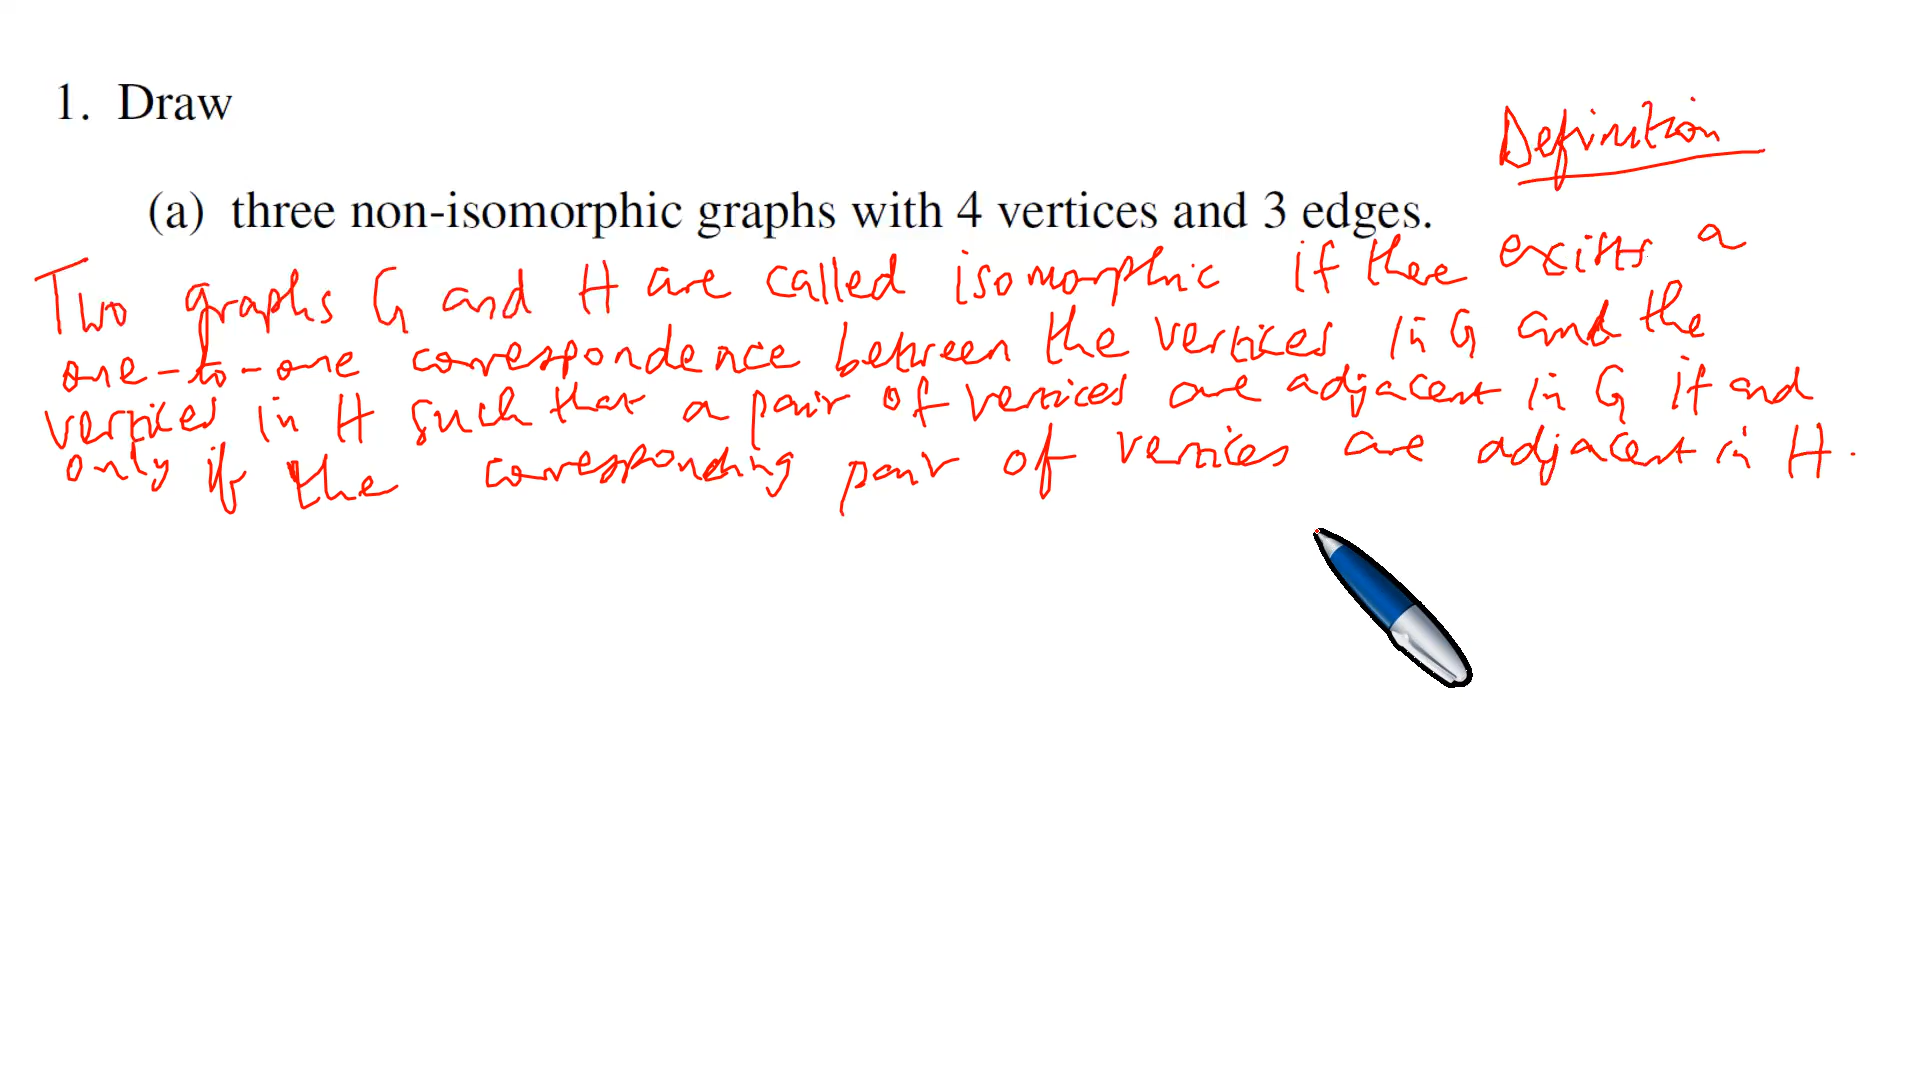 1. Draw
Definition
(a) three non-isomorphic graphs with 4 vertices and 3 edges.
Two graphs G and H are called isomorphic if there exists a
one-to-one correspondence between the vertices in G and the
vertices in H such that a pair of vertices are adjacent in G if and
only if the corresponding pair of vertices are adjacent in H.